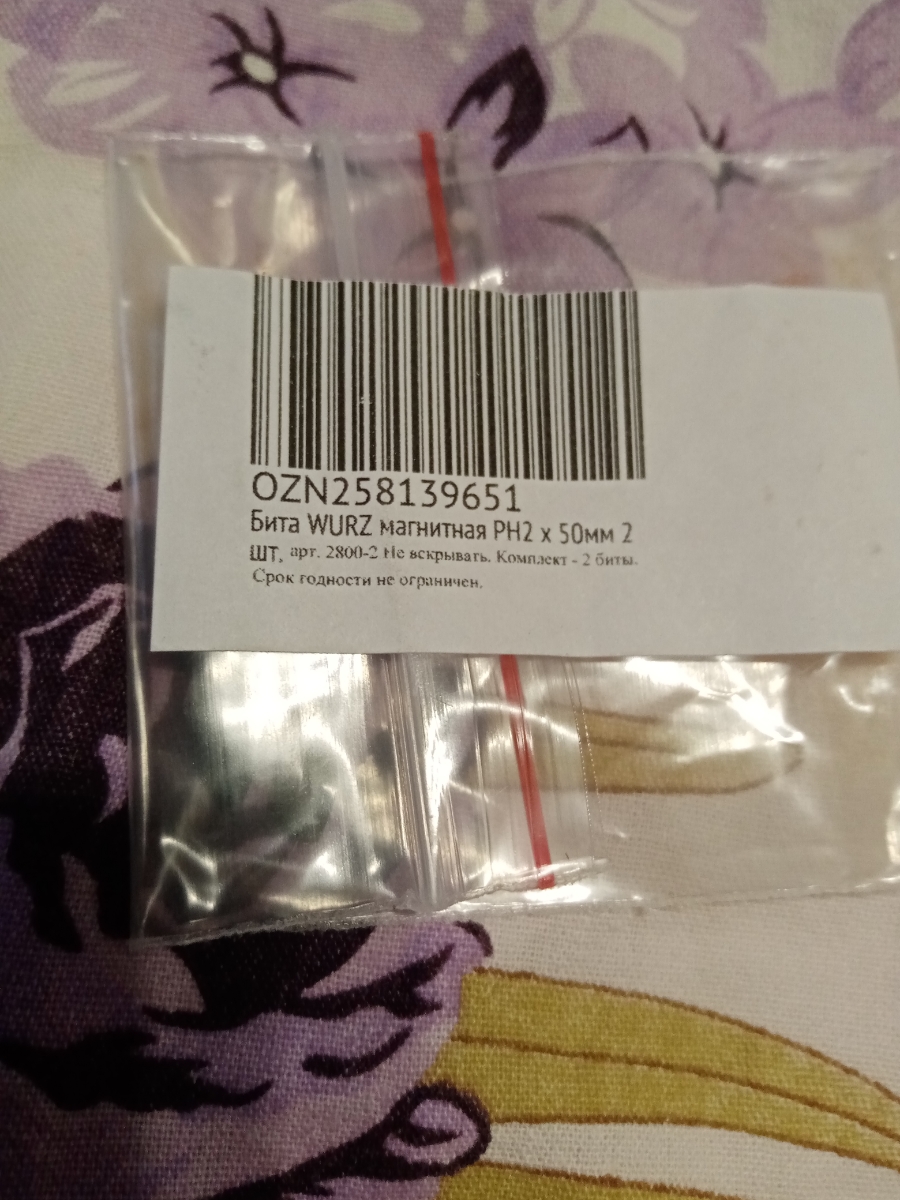 OZN258139651
Бита WURZ магнитная PH2 x 50мм 2
шт, арт. 2800-2 Не вскрывать. Комплект - 2 биты.
Срок годности не ограничен.